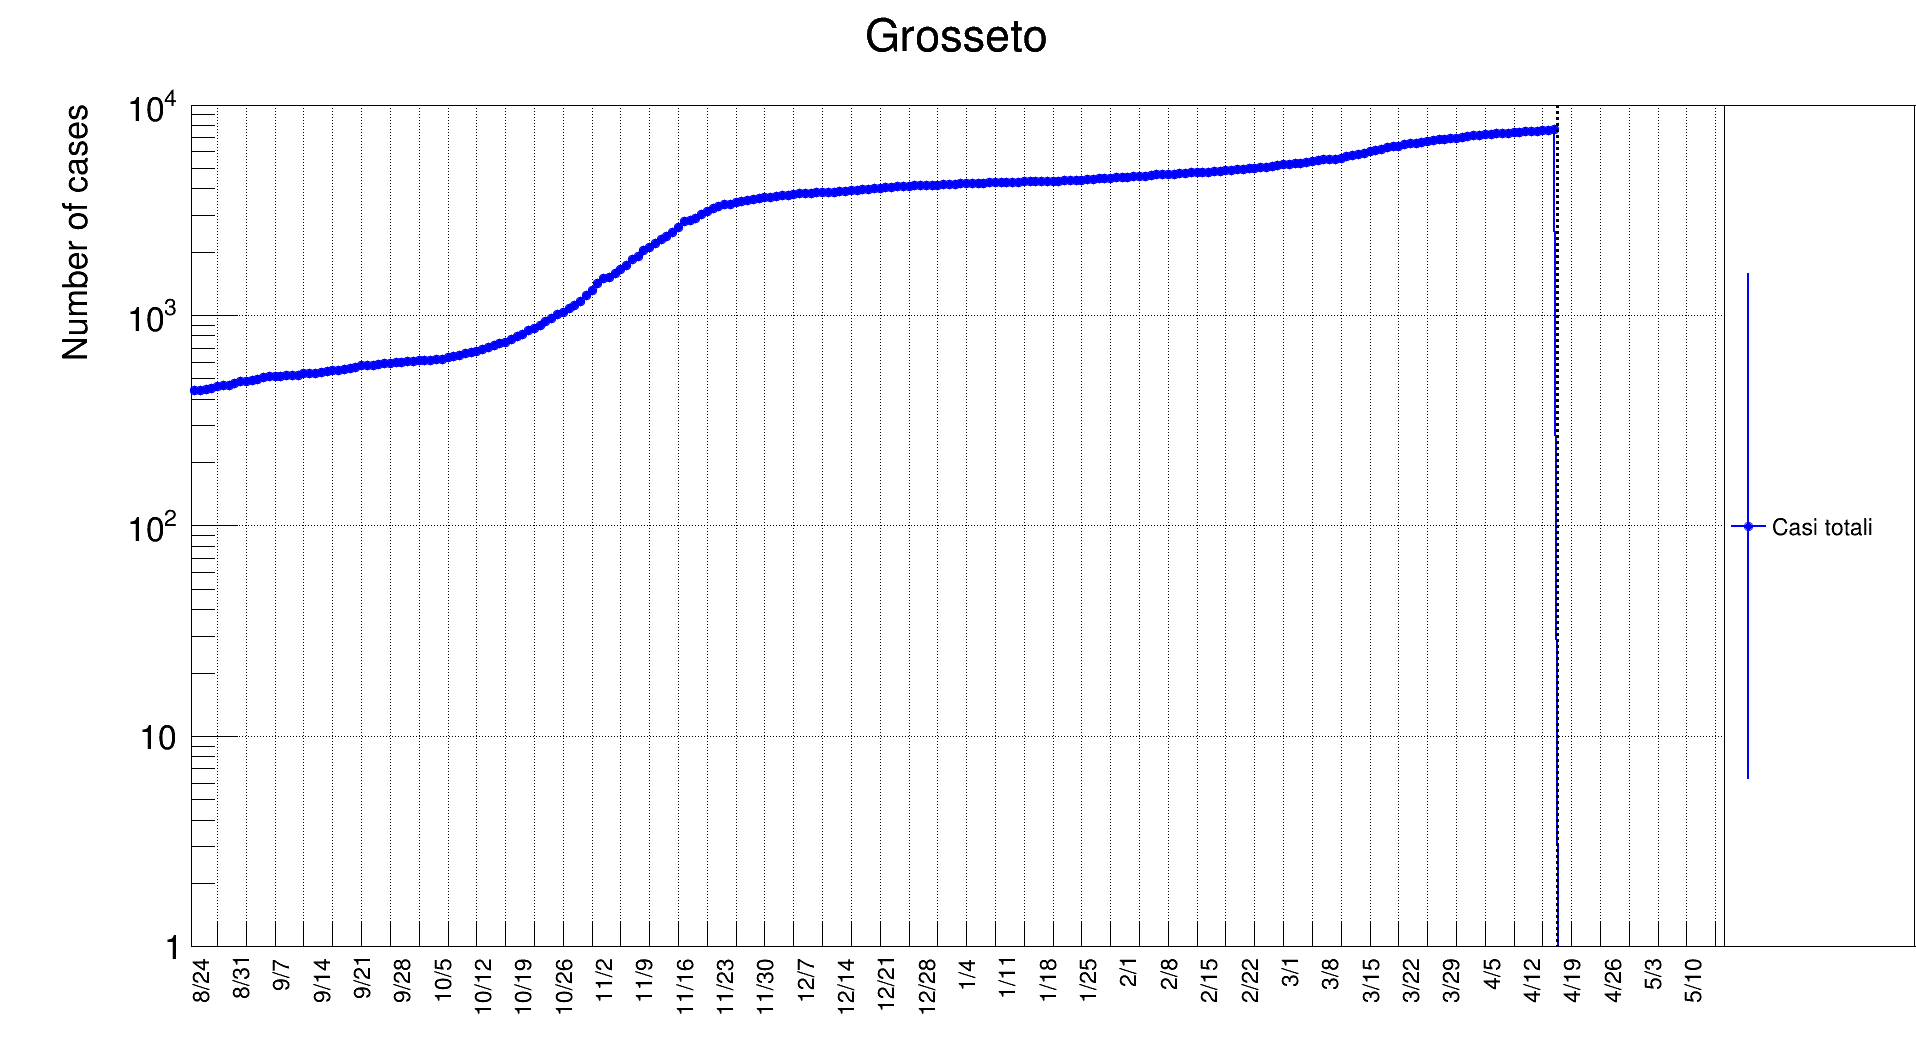 Grosseto
Number of cases
10^4
10^3
10^2
10
1
8/24 8/31 9/7 9/14 9/21 9/28 10/5 10/12 10/19 10/26 11/2 11/9 11/16 11/23 11/30 12/7 12/14 12/21 12/28 1/4 1/11 1/18 1/25 2/1 2/8 2/15 2/22 3/1 3/8 3/15 3/22 3/29 4/5 4/12 4/19 4/26 5/3 5/10
Casi totali